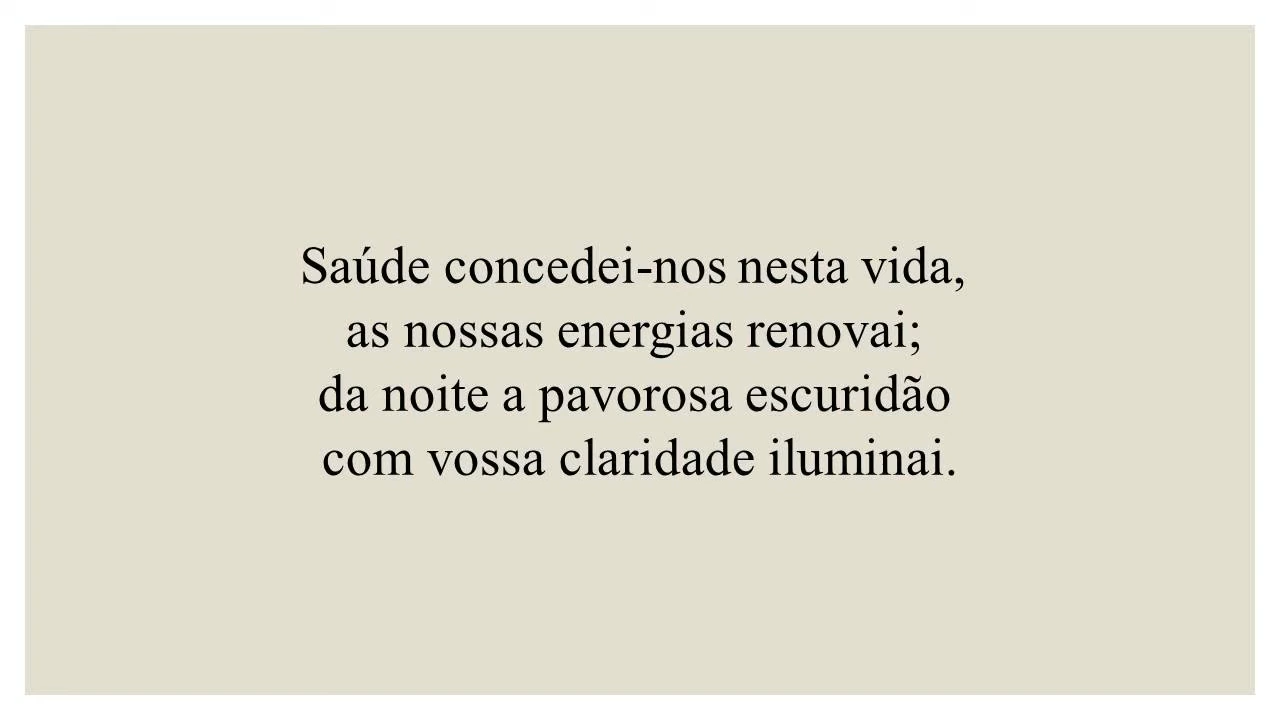 Saúde concedei-nos nesta vida,
as nossas energias renovai;
da noite a pavorosa escuridão
com vossa claridade iluminai.